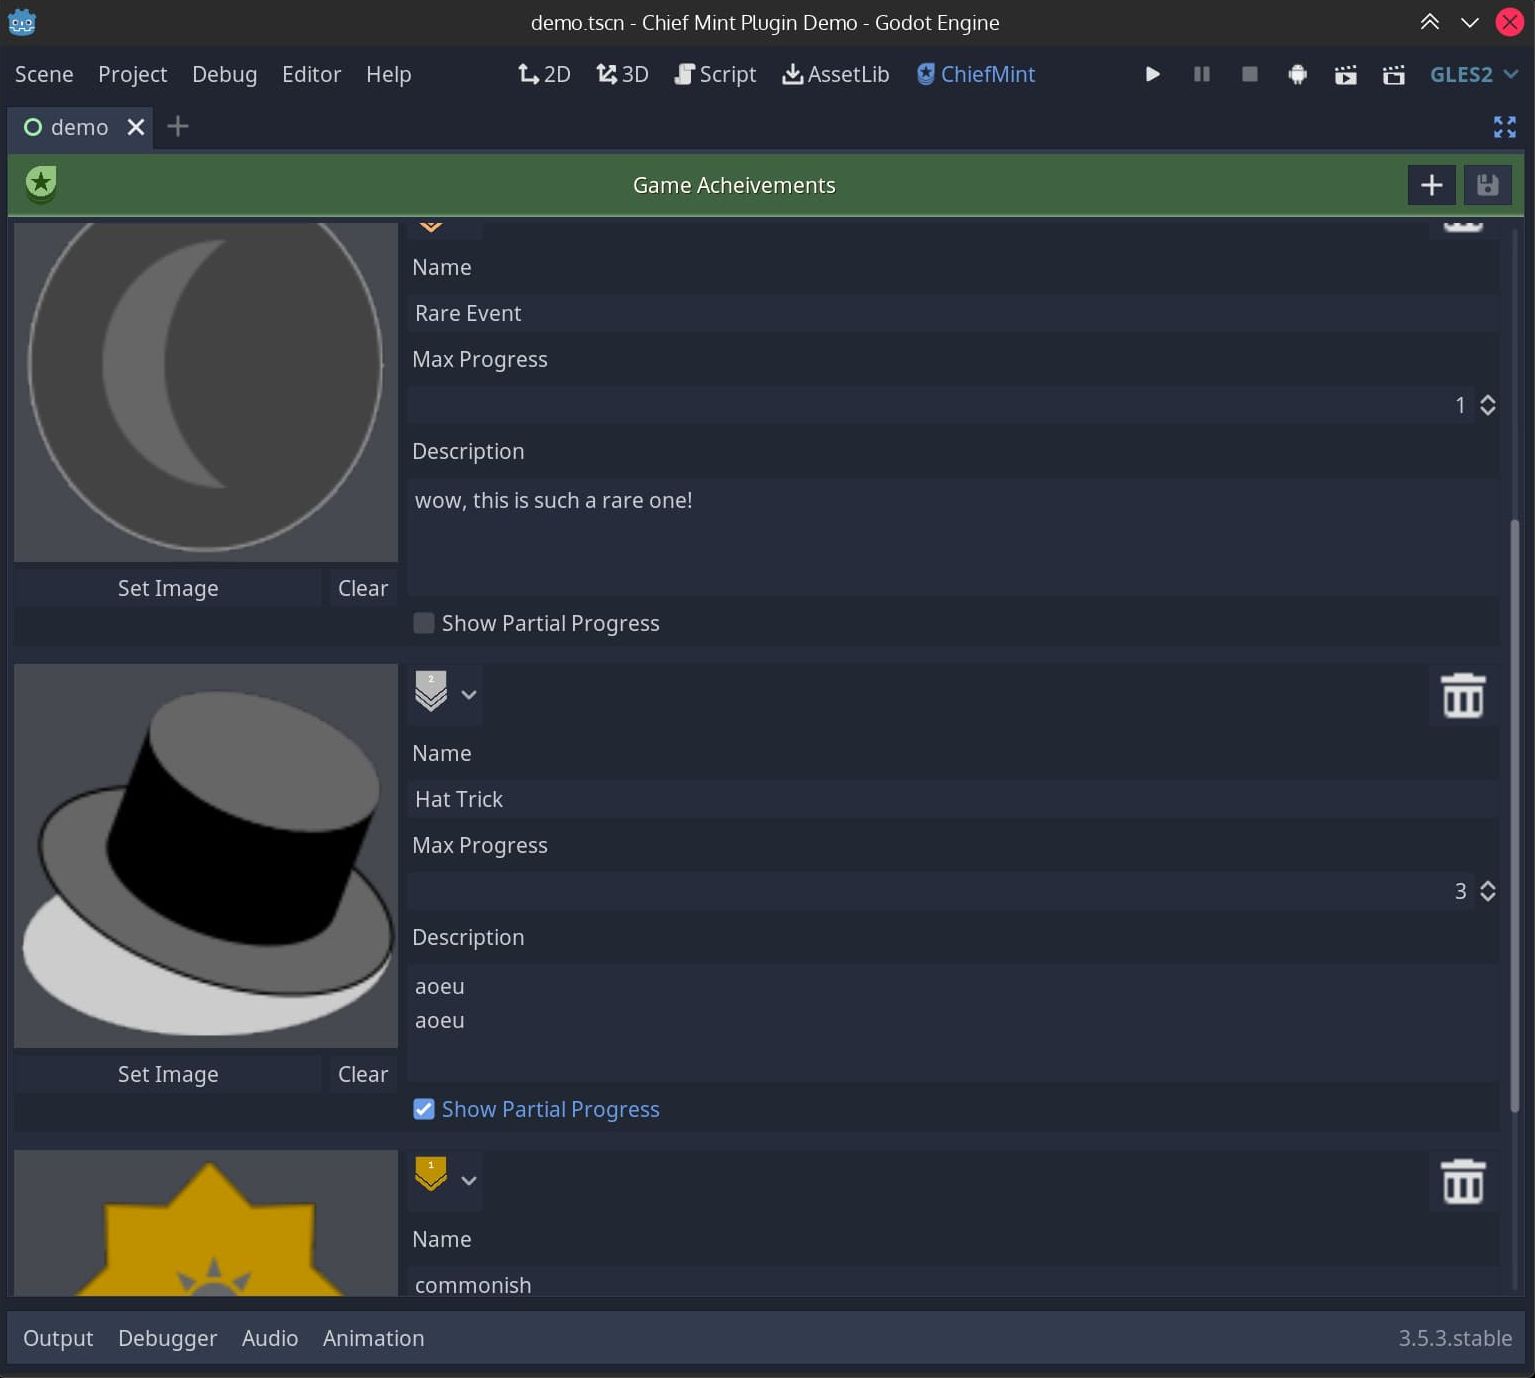 demo.tscn - Chief Mint Plugin Demo - Godot Engine
Scene Project Debug Editor Help 2D 3D Script AssetLib ChiefMint GLES2
demo
Game Acheivements
Name
Rare Event
Max Progress
1
Description
wow, this is such a rare one!
Set Image Clear
Show Partial Progress
2
Name
Hat Trick
Max Progress
3
Description
aoeu
aoeu
Set Image Clear
Show Partial Progress
1
Name
commonish
Output Debugger Audio Animation 3.5.3.stable